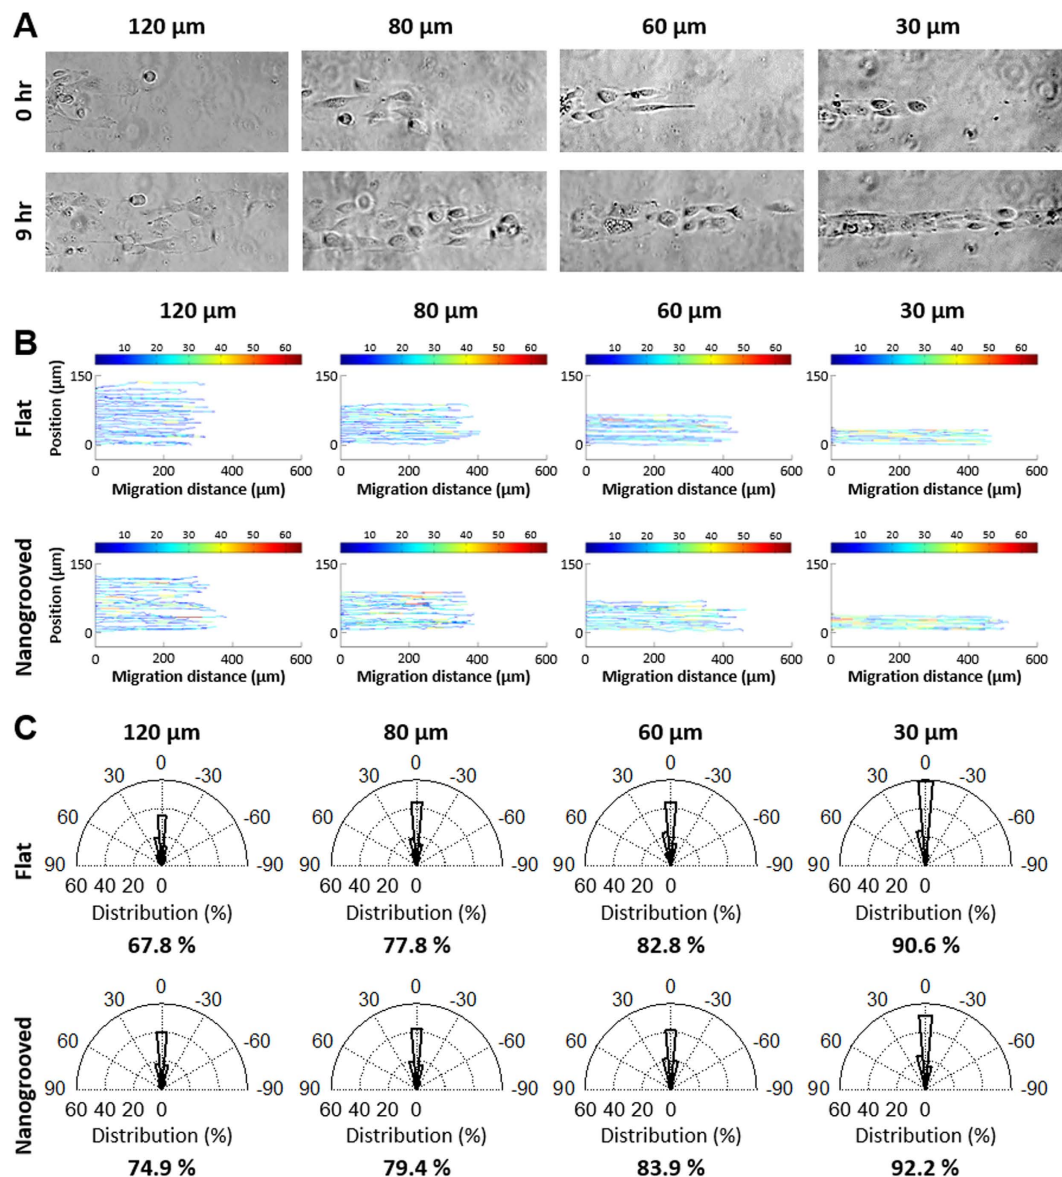 A
120 µm 80 µm 60 µm 30 µm
0 hr
9 hr
120 µm 80 µm 60 µm 30 µm
B
10 20 30 40 50 60 10 20 30 40 50 60 10 20 30 40 50 60 10 20 30 40 50 60
Flat
Position (µm)
150 150 150 150
0 0 0 0
0 200 400 600 0 200 400 600 0 200 400 600 0 200 400 600
Migration distance (µm) Migration distance (µm) Migration distance (µm) Migration distance (µm)
10 20 30 40 50 60 10 20 30 40 50 60 10 20 30 40 50 60 10 20 30 40 50 60
Nanogrooved
Position (µm)
150 150 150 150
0 0 0 0
0 200 400 600 0 200 400 600 0 200 400 600 0 200 400 600
Migration distance (µm) Migration distance (µm) Migration distance (µm) Migration distance (µm)
C
120 µm 80 µm 60 µm 30 µm
Flat
0 0 0 0
30 -30 30 -30 30 -30 30 -30
60 -60 60 -60 60 -60 60 -60
90 -90 90 -90 90 -90 90 -90
60 40 20 0 60 40 20 0 60 40 20 0 60 40 20 0
Distribution (%) Distribution (%) Distribution (%) Distribution (%)
67.8 % 77.8 % 82.8 % 90.6 %
Nanogrooved
0 0 0 0
30 -30 30 -30 30 -30 30 -30
60 -60 60 -60 60 -60 60 -60
90 -90 90 -90 90 -90 90 -90
60 40 20 0 60 40 20 0 60 40 20 0 60 40 20 0
Distribution (%) Distribution (%) Distribution (%) Distribution (%)
74.9 % 79.4 % 83.9 % 92.2 %